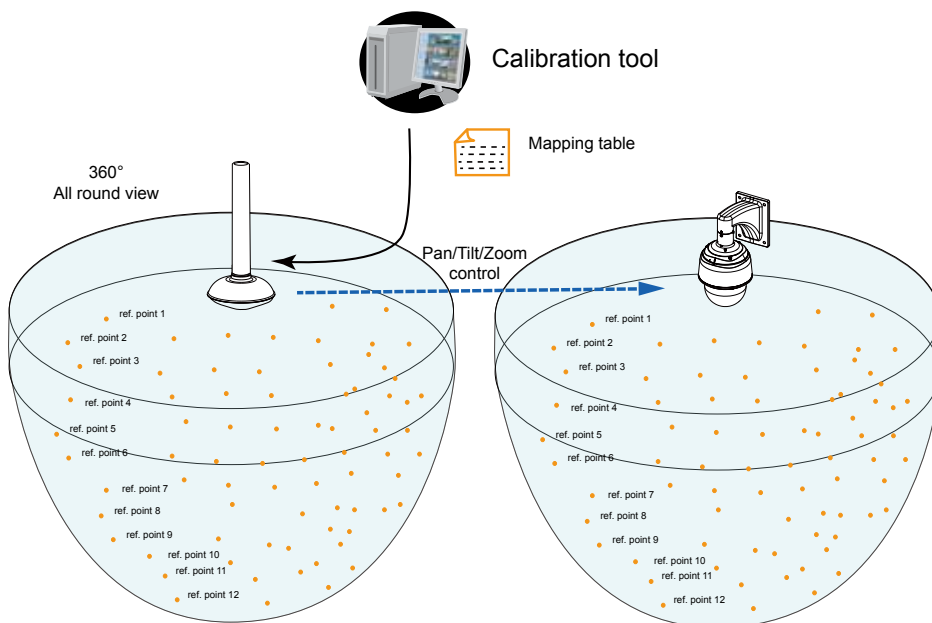 Calibration tool
Mapping table
360°
All round view
Pan/Tilt/Zoom
control
ref. point 1
ref. point 2
ref. point 3
ref. point 4
ref. point 5
ref. point 6
ref. point 7
ref. point 8
ref. point 9
ref. point 10
ref. point 11
ref. point 12
ref. point 1
ref. point 2
ref. point 3
ref. point 4
ref. point 5
ref. point 6
ref. point 7
ref. point 8
ref. point 9
ref. point 10
ref. point 11
ref. point 12